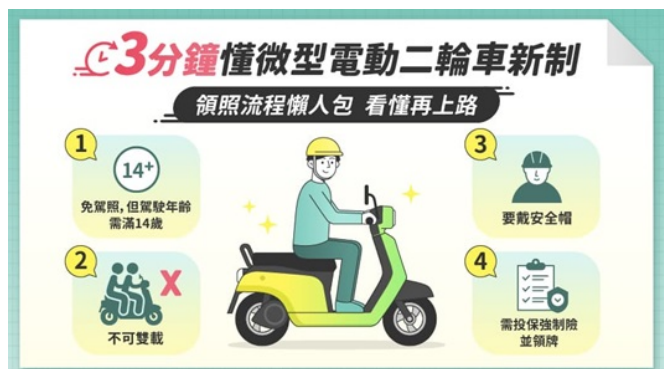 3分鐘懂微型電動二輪車新制
領照流程懶人包 看懂再上路
1
14+
免駕照,但駕駛年齡
需滿14歲
2
X
不可雙載
3
要戴安全帽
4
需投保強制險
並領牌